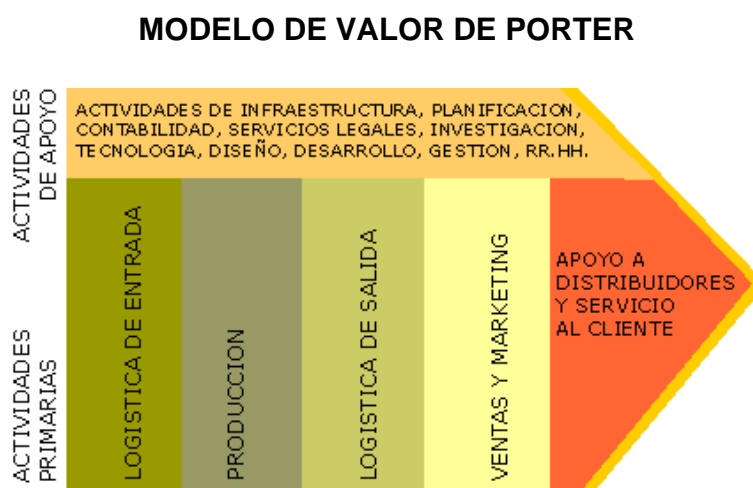 MODELO DE VALOR DE PORTER
ACTIVIDADES
DE APOYO
ACTIVIDADES DE INFRAESTRUCTURA, PLANIFICACION,
CONTABILIDAD, SERVICIOS LEGALES, INVESTIGACION,
TECNOLOGIA, DISEÑO, DESARROLLO, GESTION, RR.HH.
ACTIVIDADES
PRIMARIAS
LOGISTICA DE ENTRADA
PRODUCCION
LOGISTICA DE SALIDA
VENTAS Y MARKETING
APOYO A
DISTRIBUIDORES
Y SERVICIO
AL CLIENTE